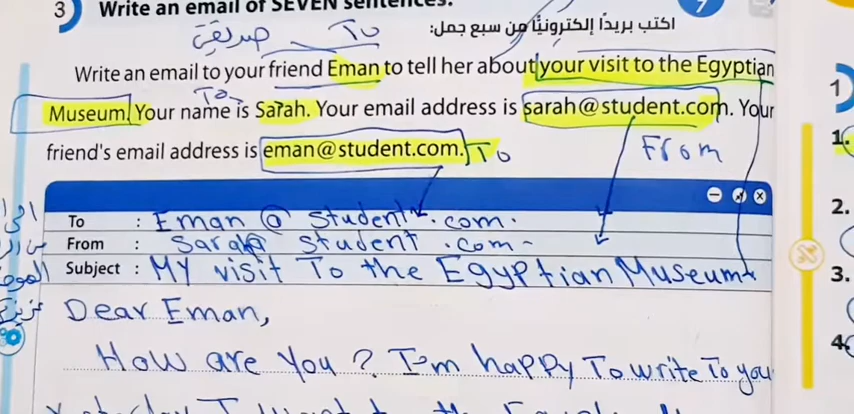 3 Write an email of SEVEN sentences. اكتب بريدًا إلكترونيًا من سبع جمل:
To
Write an email to your friend Eman to tell her about your visit to the Egyptian
To
Museum. Your name is Sarah. Your email address is sarah@student.com. Your
friend's email address is eman@student.com. To From
To : Eman @ student.com.
From : Sarah@ student .com
Subject : MY visit To the Egyptian Museum
Dear Eman,
How are you? I'm happy To write To you
1
1.
2.
3.
4.